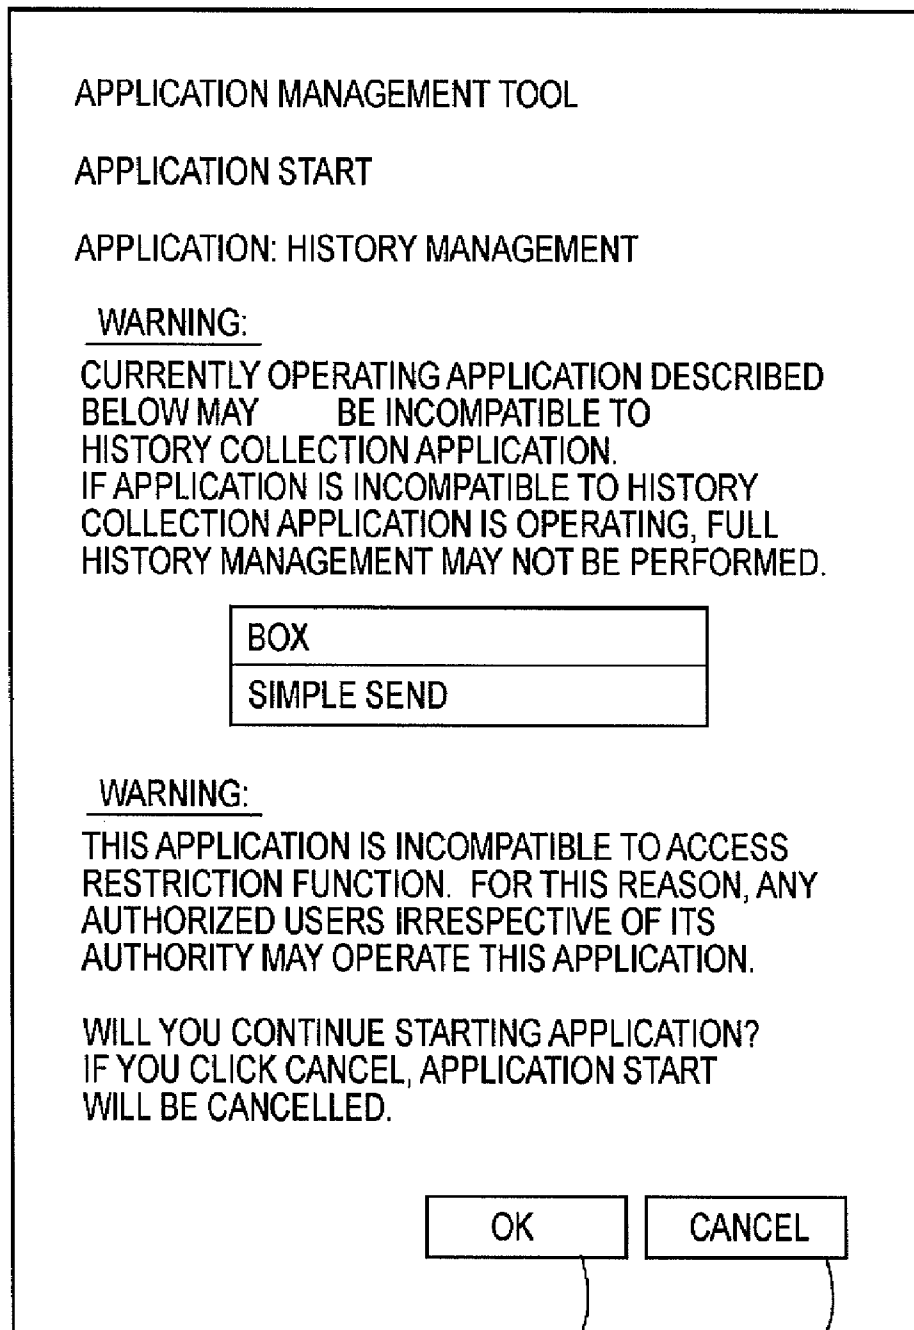 APPLICATION MANAGEMENT TOOL
APPLICATION START
APPLICATION: HISTORY MANAGEMENT
WARNING:
CURRENTLY OPERATING APPLICATION DESCRIBED
BELOW MAY BE INCOMPATIBLE TO
HISTORY COLLECTION APPLICATION.
IF APPLICATION IS INCOMPATIBLE TO HISTORY
COLLECTION APPLICATION IS OPERATING, FULL
HISTORY MANAGEMENT MAY NOT BE PERFORMED.
BOX
SIMPLE SEND
WARNING:
THIS APPLICATION IS INCOMPATIBLE TO ACCESS
RESTRICTION FUNCTION. FOR THIS REASON, ANY
AUTHORIZED USERS IRRESPECTIVE OF ITS
AUTHORITY MAY OPERATE THIS APPLICATION.
WILL YOU CONTINUE STARTING APPLICATION?
IF YOU CLICK CANCEL, APPLICATION START
WILL BE CANCELLED.
OK CANCEL